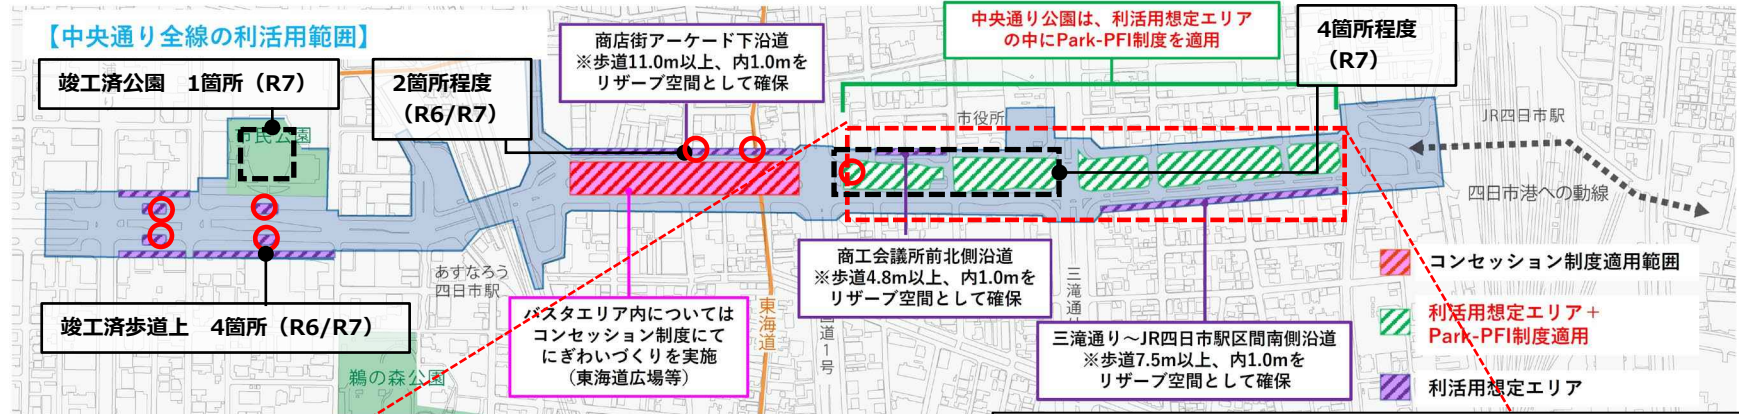 【中央通り全線の利活用範囲】
竣工済公園 1箇所（R7）
2箇所程度
（R6/R7）
商店街アーケード下沿道
※歩道11.0m以上、内1.0mを
リザーブ空間として確保
中央通り公園は、利活用想定エリア
の中にPark-PFI制度を適用
4箇所程度
（R7）
市民公園
市役所
JR四日市駅
四日市港への動線
あすなろう
四日市駅
竣工済歩道上 4箇所（R6/R7）
鵜の森公園
バスタエリア内については
コンセッション制度にて
にぎわいづくりを実施
（東海道広場等）
東海道
国道1号
商工会議所前北側沿道
※歩道4.8m以上、内1.0mを
リザーブ空間として確保
三滝通り
三滝通り～JR四日市駅区間南側沿道
※歩道7.5m以上、内1.0mを
リザーブ空間として確保
コンセッション制度適用範囲
利活用想定エリア＋
Park-PFI制度適用
利活用想定エリア